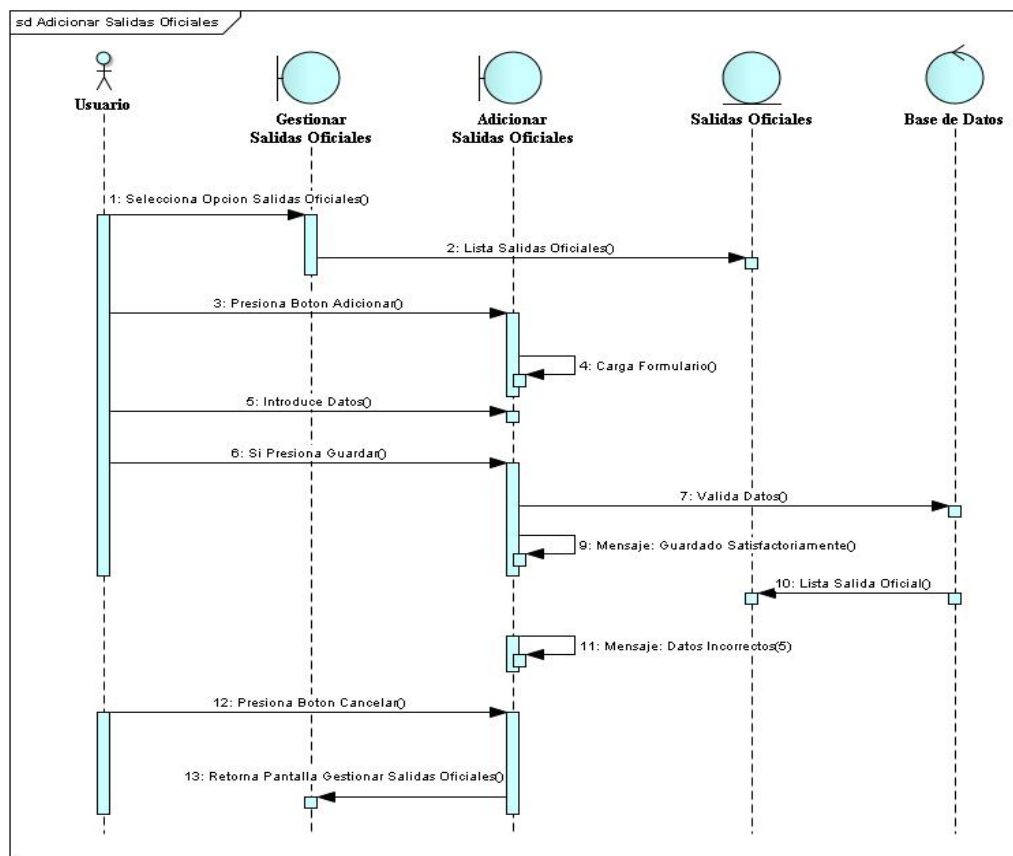 sd Adicionar Salidas Oficiales
Usuario
Gestionar
Salidas Oficiales
Adicionar
Salidas Oficiales
Salidas Oficiales
Base de Datos
1: Selecciona Opcion Salidas Oficiales()
2: Lista Salidas Oficiales()
3: Presiona Boton Adicionar()
4: Carga Formulario()
5: Introduce Datos()
6: Si Presiona Guardar()
7: Valida Datos()
9: Mensaje: Guardado Satisfactoriamente()
10: Lista Salida Oficial()
11: Mensaje: Datos Incorrectos(5)
12: Presiona Boton Cancelar()
13: Retorna Pantalla Gestionar Salidas Oficiales()